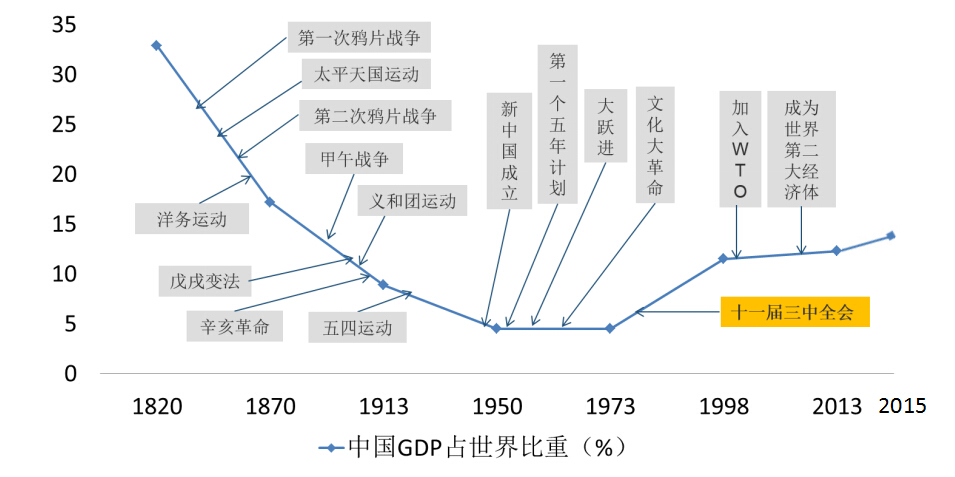 35
30
25
20
15
10
5
0
第一次鸦片战争
太平天国运动
第二次鸦片战争
甲午战争
义和团运动
洋务运动
戊戌变法
辛亥革命
五四运动
新中国成立
第一个五年计划
大跃进
文化大革命
加入WTO
成为世界第二大经济体
十一届三中全会
1820
1870
1913
1950
1973
1998
2013
2015
中国GDP占世界比重（%）